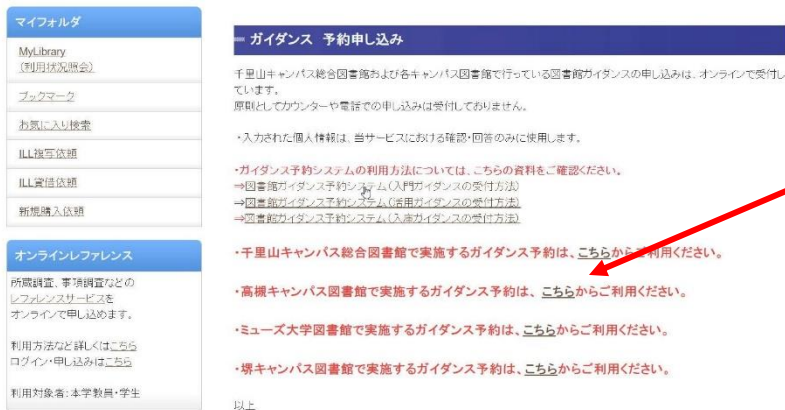 マイフォルダ
MyLibrary
(利用状況照会)
ブックマーク
お気に入り検索
ILL複写依頼
ILL貸借依頼
新規購入依頼
オンラインレファレンス
所蔵調査、事項調査などの
レファレンスサービスを
オンラインで申し込めます。
利用方法など詳しくはこちら
ログイン・申し込みはこちら
利用対象者：本学教員・学生
ガイダンス 予約申し込み
千里山キャンパス総合図書館および各キャンパス図書館で行っている図書館ガイダンスの申し込みは、オンラインで受付し
ています。
原則としてカウンターや電話での申し込みは受付しておりません。
・入力された個人情報は、当サービスにおける確認・回答のみに使用します。
・ガイダンス予約システムの利用方法については、こちらの資料をご確認ください。
⇒図書館ガイダンス予約システム(入門ガイダンスの受付方法)
⇒図書館ガイダンス予約システム(活用ガイダンスの受付方法)
⇒図書館ガイダンス予約システム(入庫ガイダンスの受付方法)
・千里山キャンパス総合図書館で実施するガイダンス予約は、こちらからご利用ください。
・高槻キャンパス図書館で実施するガイダンス予約は、こちらからご利用ください。
・ミューズ大学図書館で実施するガイダンス予約は、こちらからご利用ください。
・堺キャンパス図書館で実施するガイダンス予約は、こちらからご利用ください。
以上